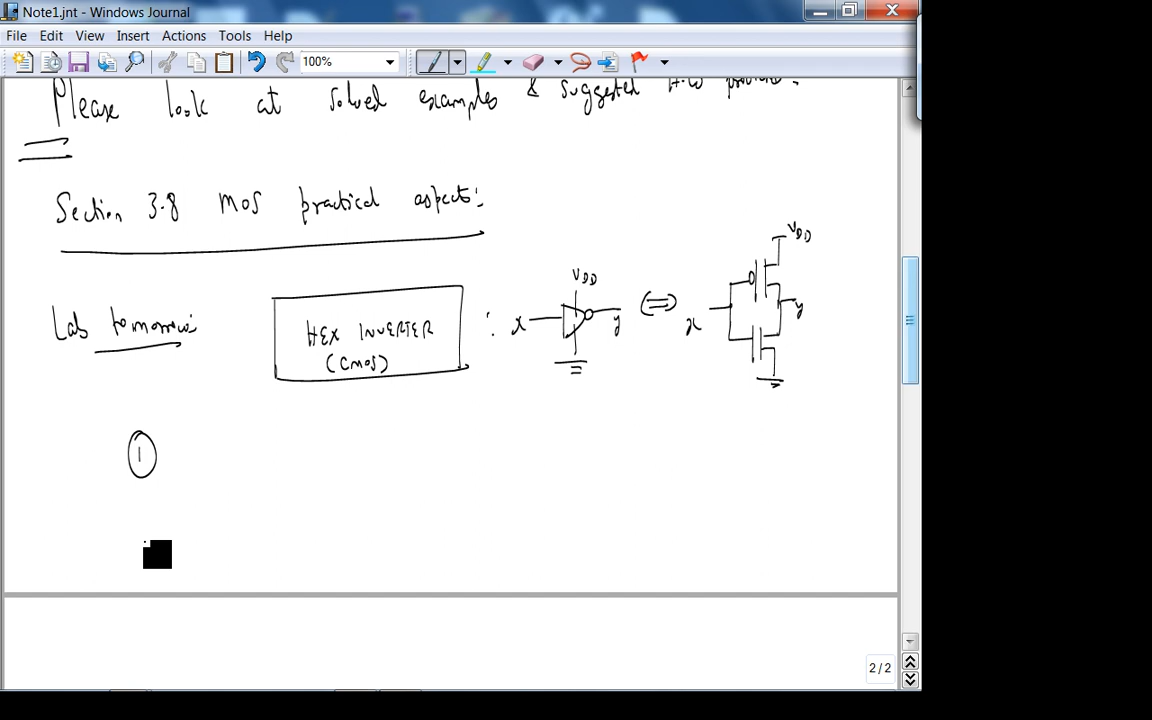 Note1.jnt - Windows Journal
File Edit View Insert Actions Tools Help
100%
Please look at solved examples & suggested H.W
Section 3.8 MOS practical aspects:
VDD
VDD
Lab tomorrow
HEX INVERTER
(CMOS)
: x y ⇔ x y
1
2/2